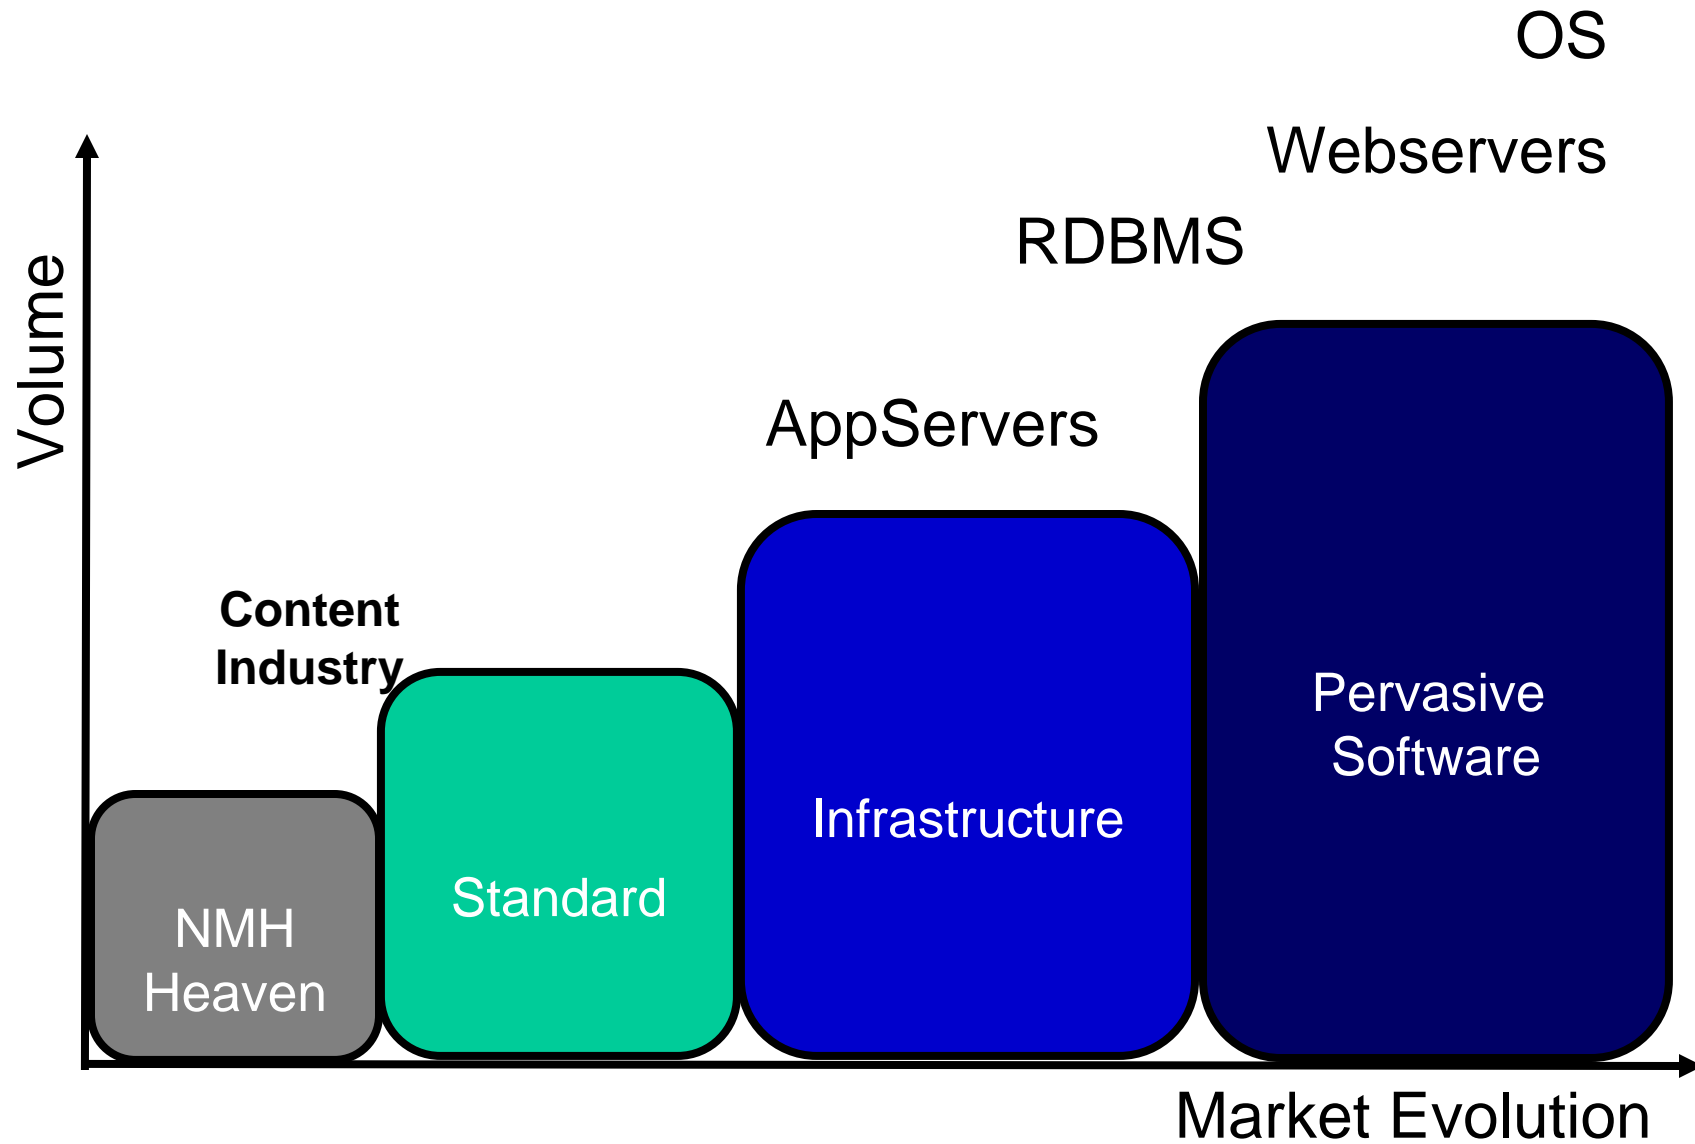 OS
Webservers
RDBMS
Volume
AppServers
Content
Industry
Pervasive
Software
Infrastructure
Standard
NMH
Heaven
Market Evolution